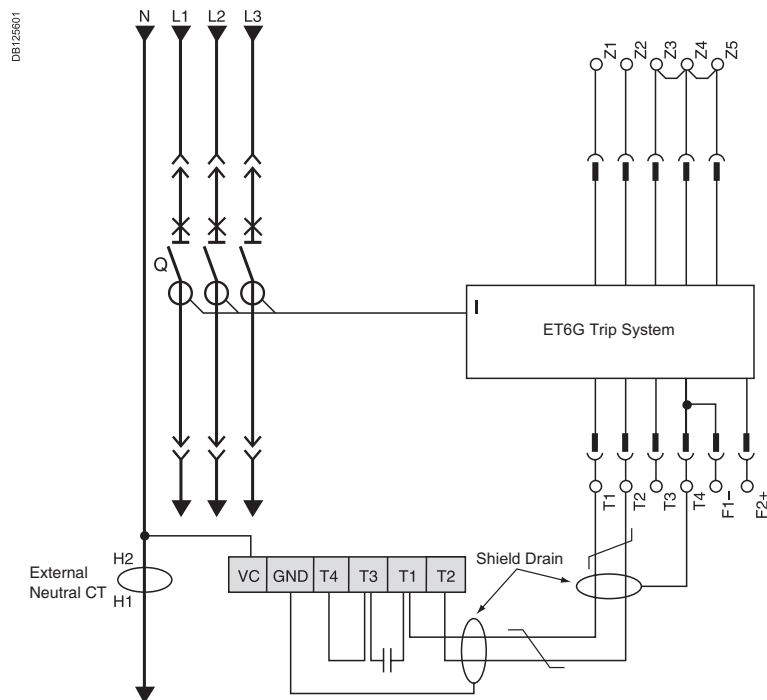 DB125601
N L1 L2 L3
Z1 Z2 Z3 Z4 Z5
Q
I
ET6G Trip System
T1 T2 T3 T4 F1- F2+
H2
External
Neutral CT
H1
VC GND T4 T3 T1 T2
Shield Drain